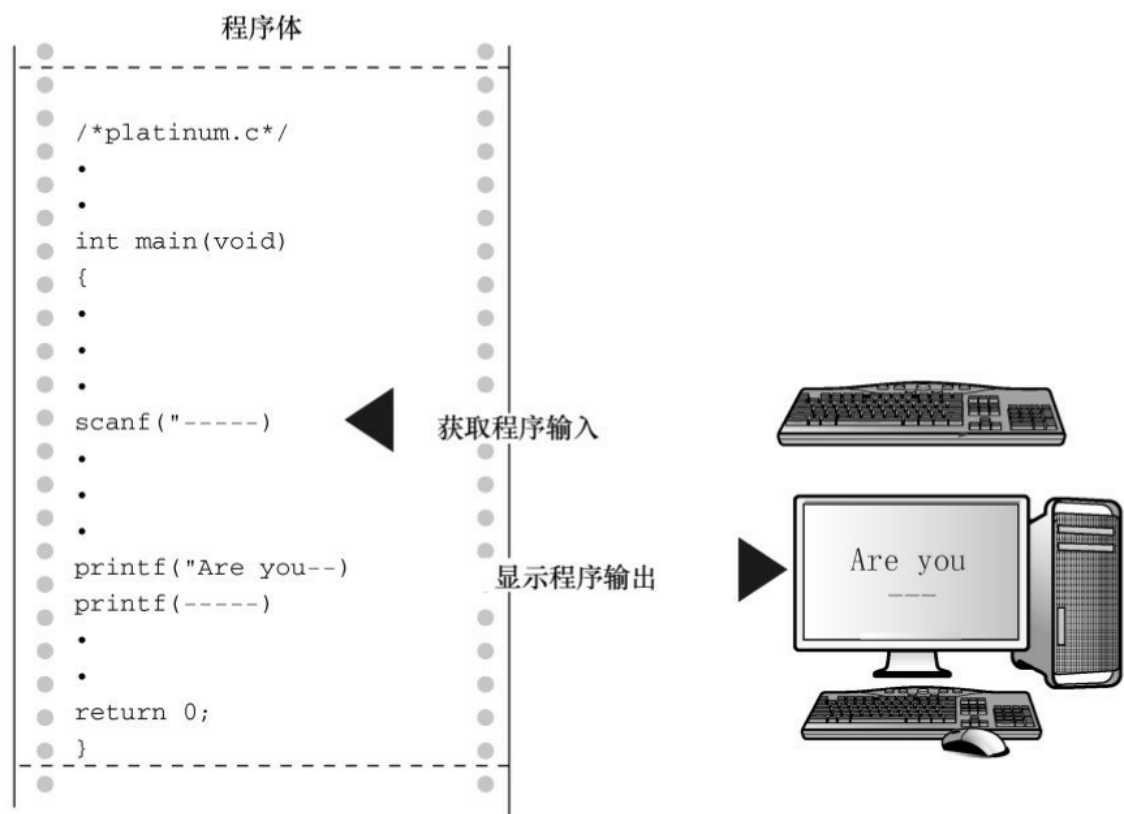 程序体
/*platinum.c*/
•
•
int main(void)
{
•
•
•
scanf("-----)
获取程序输入
•
•
•
printf("Are you--)
显示程序输出
printf(-----)
•
•
return 0;
}
Are you
---